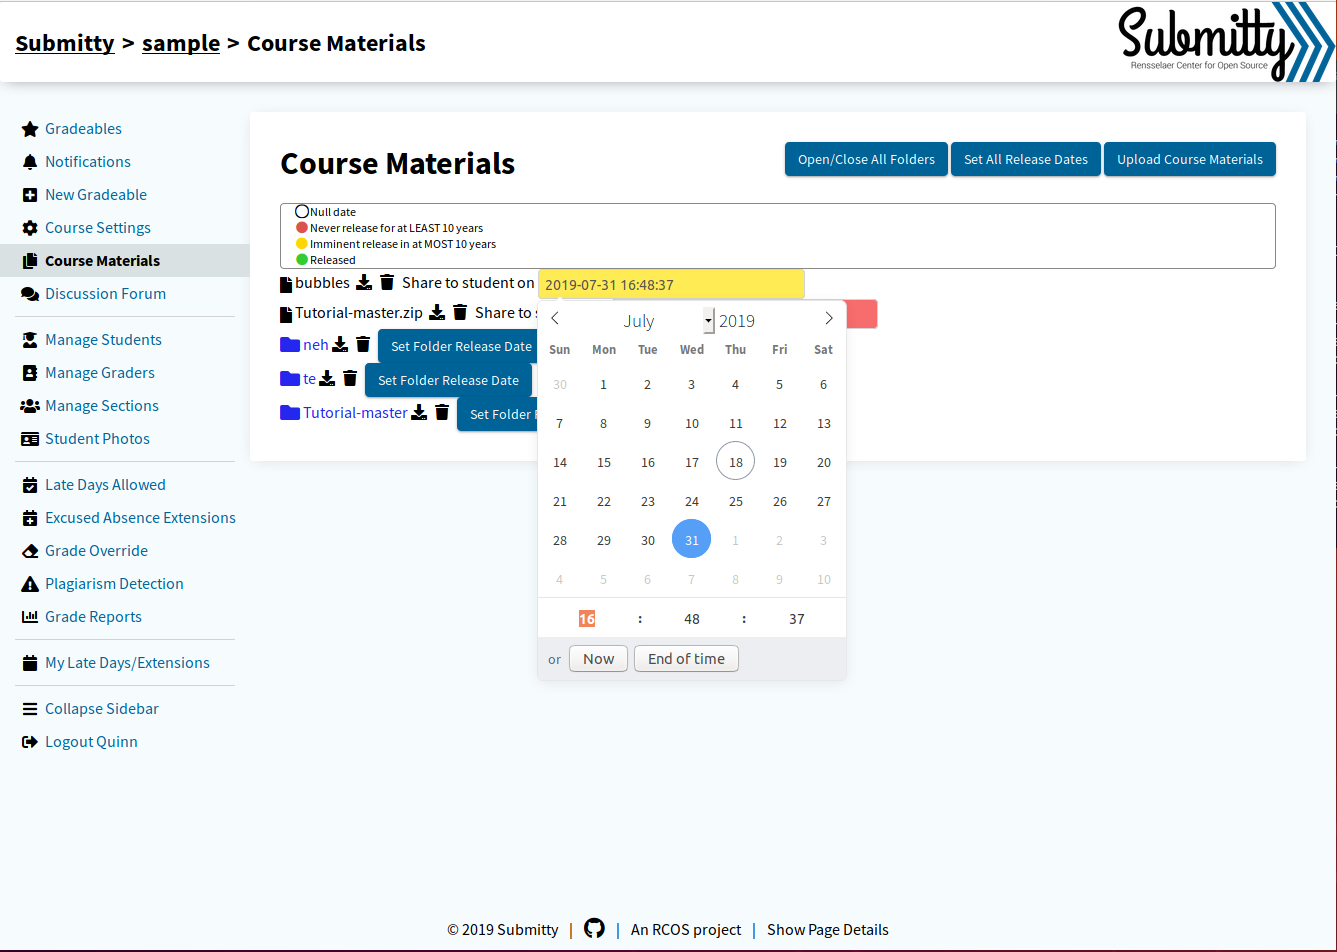 Submitty > sample > Course Materials
Submitty
Rensselaer Center for Open Source
Gradeables
Notifications
New Gradeable
Course Settings
Course Materials
Discussion Forum
Manage Students
Manage Graders
Manage Sections
Student Photos
Late Days Allowed
Excused Absence Extensions
Grade Override
Plagiarism Detection
Grade Reports
My Late Days/Extensions
Collapse Sidebar
Logout Quinn
Course Materials
Open/Close All Folders Set All Release Dates Upload Course Materials
Null date
Never release for at LEAST 10 years
Imminent release in at MOST 10 years
Released
bubbles Share to student on 2019-07-31 16:48:37
Tutorial-master.zip Share to
neh Set Folder Release Date
te Set Folder Release Date
Tutorial-master Set Folder
July 2019
Sun Mon Tue Wed Thu Fri Sat
30 1 2 3 4 5 6
7 8 9 10 11 12 13
14 15 16 17 18 19 20
21 22 23 24 25 26 27
28 29 30 31 1 2 3
4 5 6 7 8 9 10
16 : 48 : 37
or Now End of time
© 2019 Submitty | | An RCOS project | Show Page Details